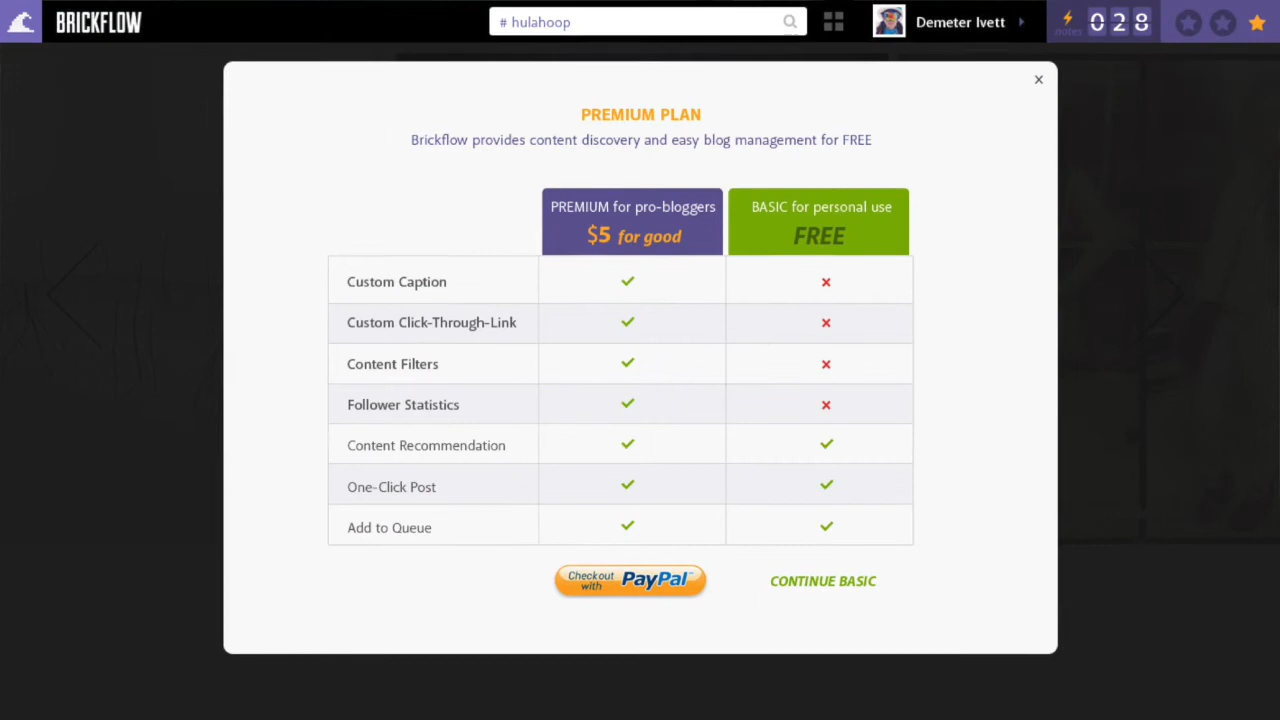 BRICKFLOW
# hulahoop
Demeter Ivett
notes
028
×
PREMIUM PLAN
Brickflow provides content discovery and easy blog management for FREE
PREMIUM for pro-bloggers
$5 for good
BASIC for personal use
FREE
Custom Caption
Custom Click-Through-Link
Content Filters
Follower Statistics
Content Recommendation
One-Click Post
Add to Queue
Checkout
with
PayPal™
CONTINUE BASIC